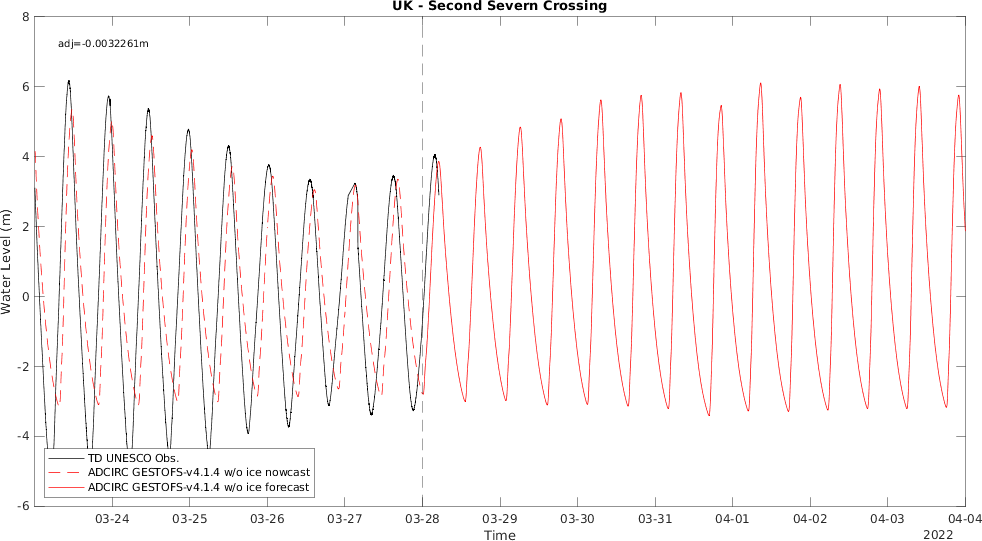 UK - Second Severn Crossing
adj=-0.0032261m
8
6
4
2
0
-2
-4
-6
Water Level (m)
TD UNESCO Obs.
ADCIRC GESTOFS-v4.1.4 w/o ice nowcast
ADCIRC GESTOFS-v4.1.4 w/o ice forecast
03-24 03-25 03-26 03-27 03-28 03-29 03-30 03-31 04-01 04-02 04-03 04-04
Time
2022